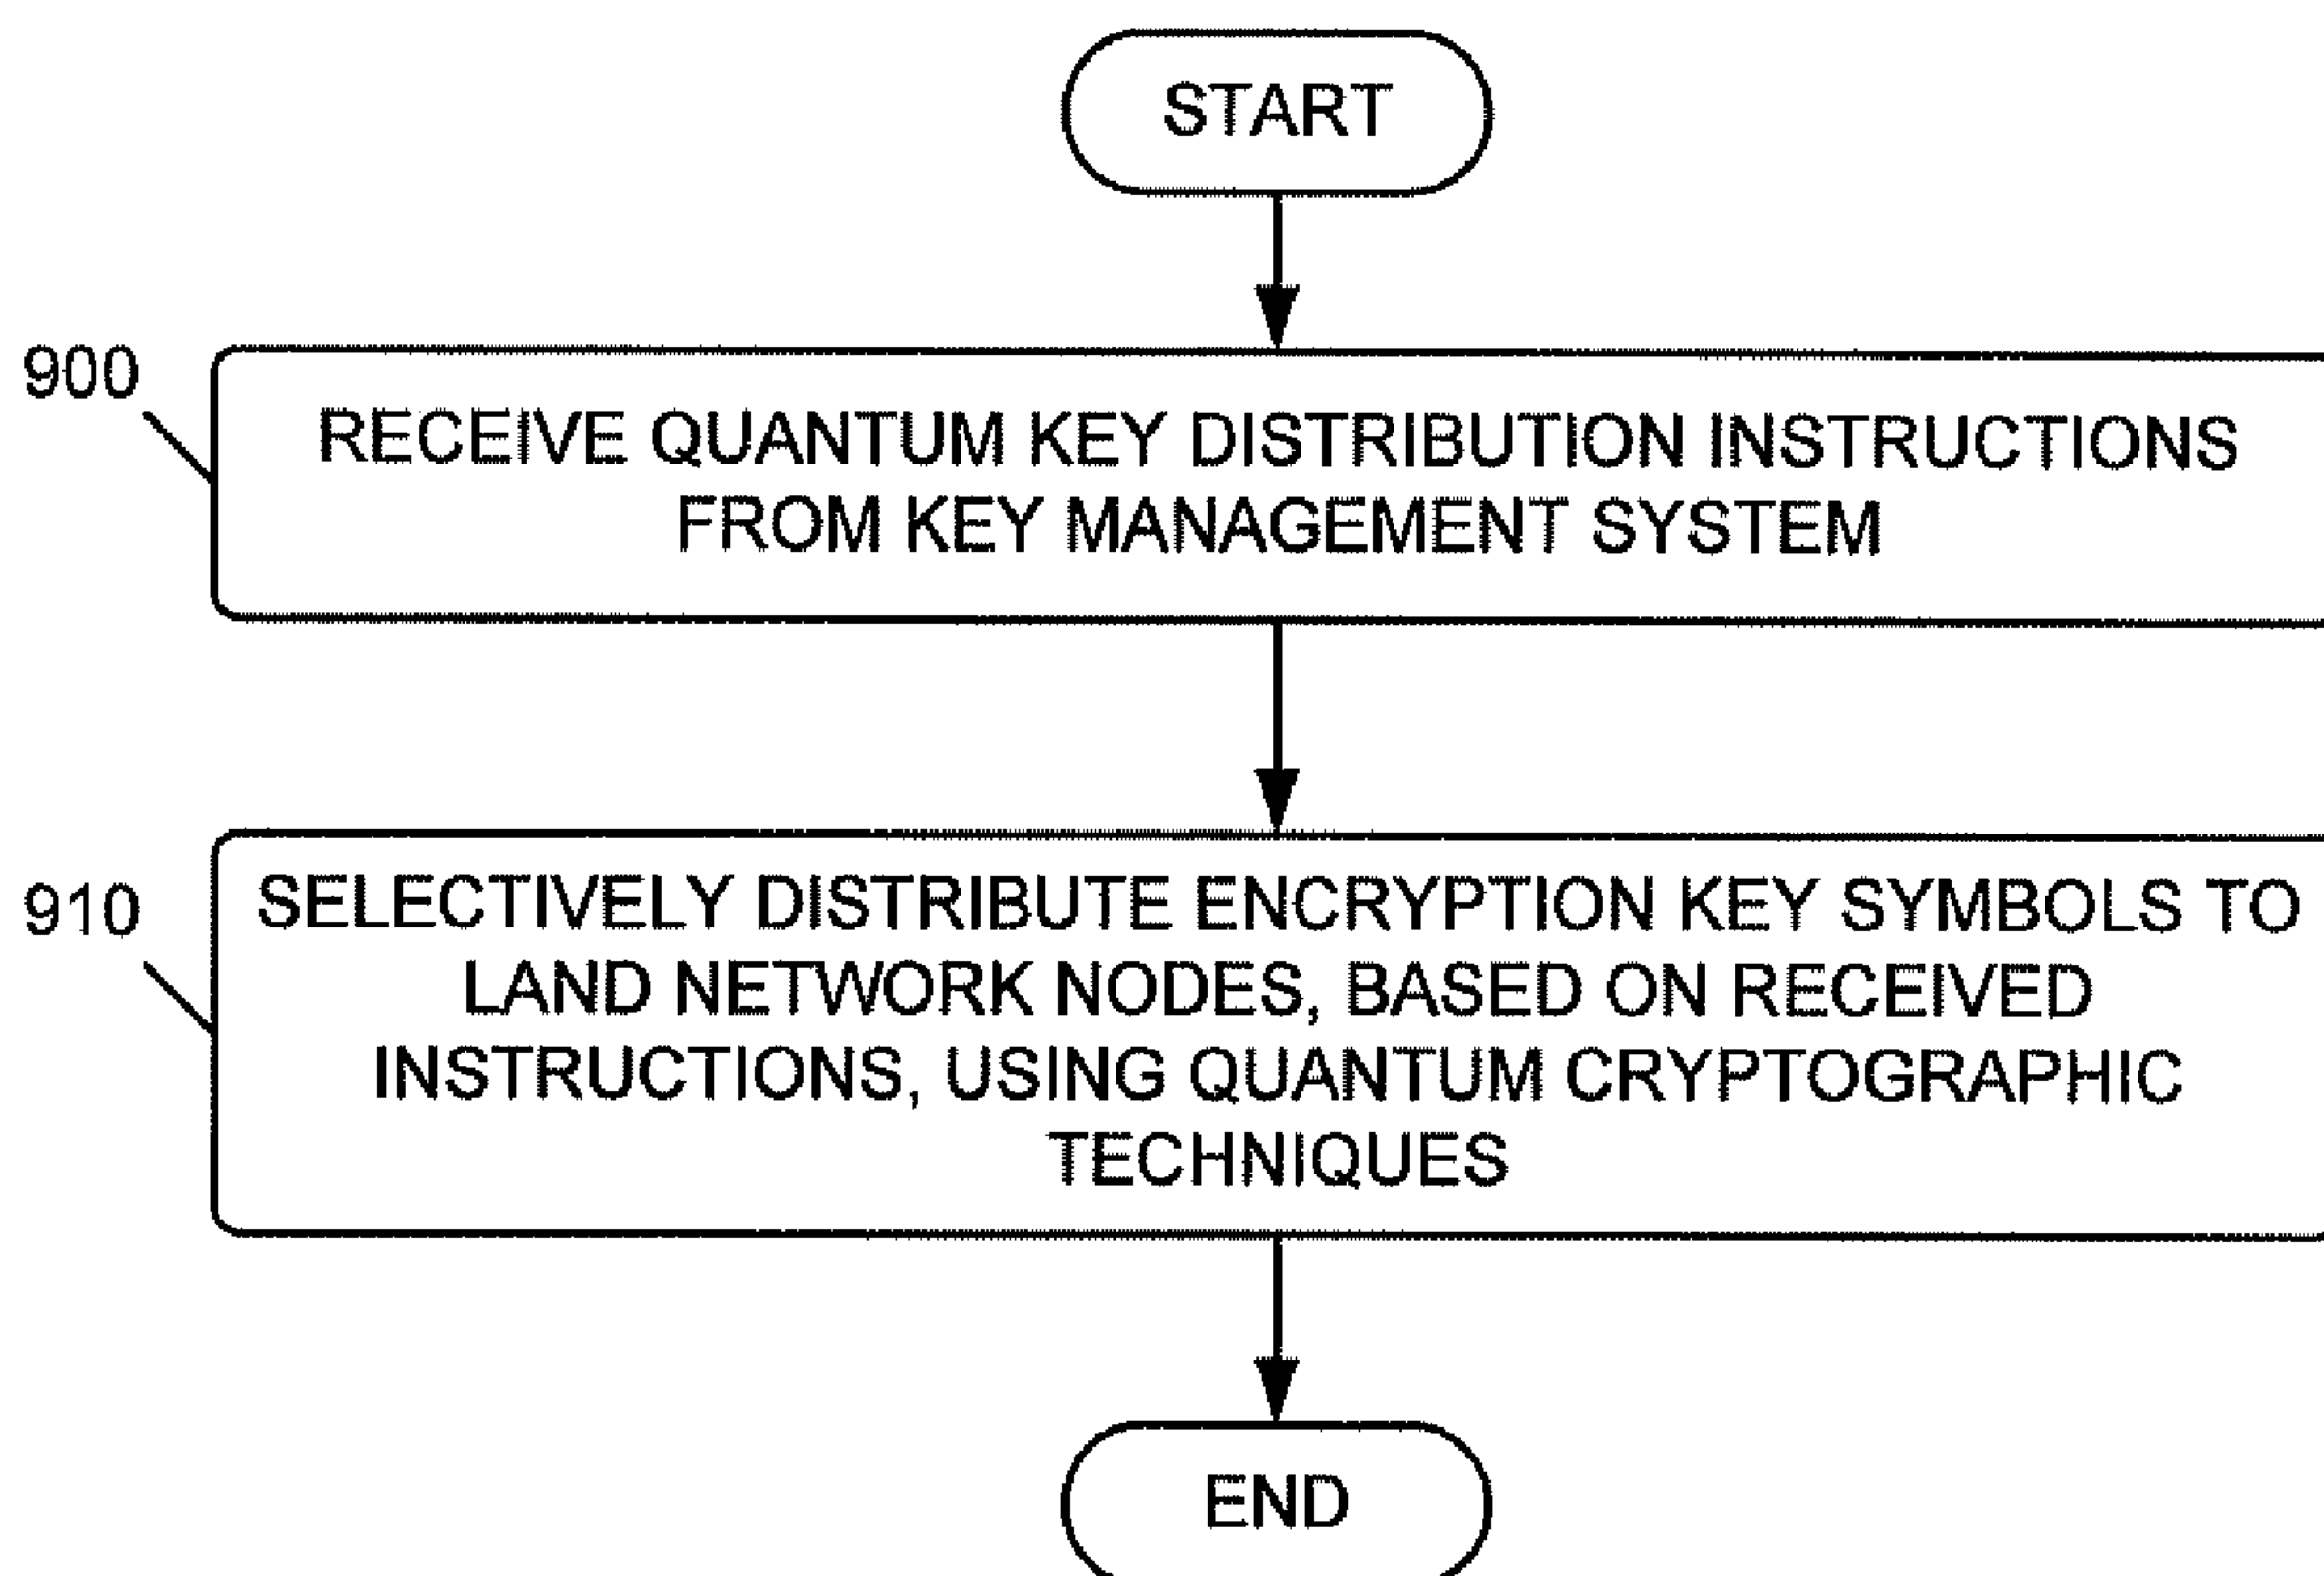 START
900
RECEIVE QUANTUM KEY DISTRIBUTION INSTRUCTIONS
FROM KEY MANAGEMENT SYSTEM
910
SELECTIVELY DISTRIBUTE ENCRYPTION KEY SYMBOLS TO
LAND NETWORK NODES, BASED ON RECEIVED
INSTRUCTIONS, USING QUANTUM CRYPTOGRAPHIC
TECHNIQUES
END